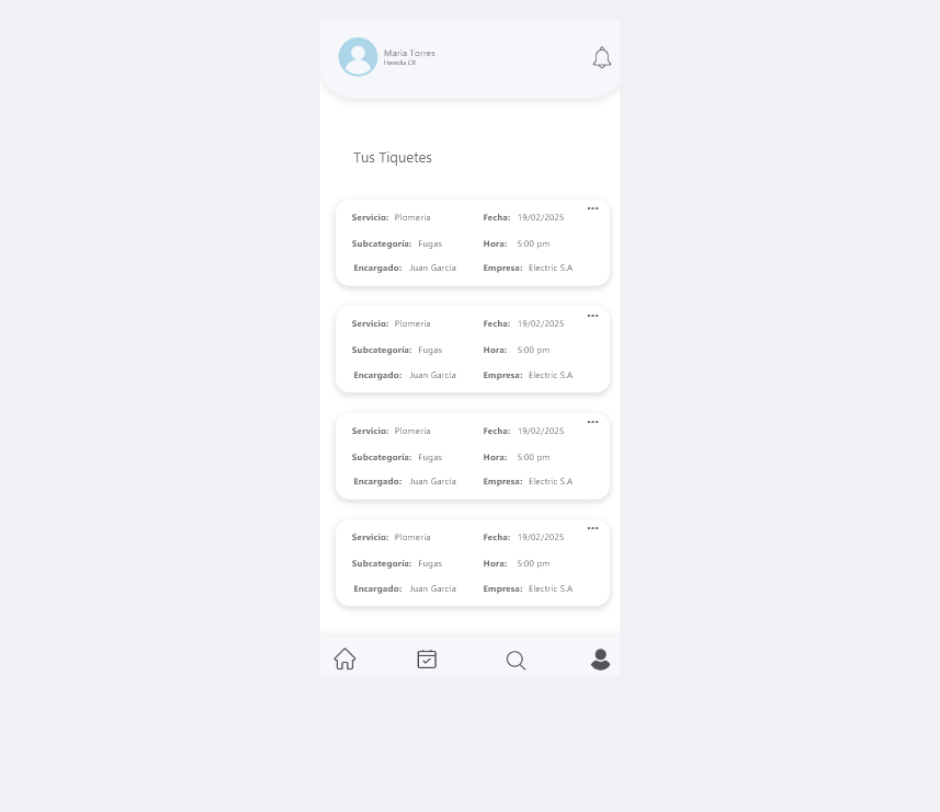 Maria Torres
Heredia CR
Tus Tiquetes
Servicio: Plomeria Fecha: 19/02/2025
Subcategoría: Fugas Hora: 5:00 pm
Encargado: Juan García Empresa: Electric S.A
Servicio: Plomeria Fecha: 19/02/2025
Subcategoría: Fugas Hora: 5:00 pm
Encargado: Juan García Empresa: Electric S.A
Servicio: Plomeria Fecha: 19/02/2025
Subcategoría: Fugas Hora: 5:00 pm
Encargado: Juan García Empresa: Electric S.A
Servicio: Plomeria Fecha: 19/02/2025
Subcategoría: Fugas Hora: 5:00 pm
Encargado: Juan García Empresa: Electric S.A